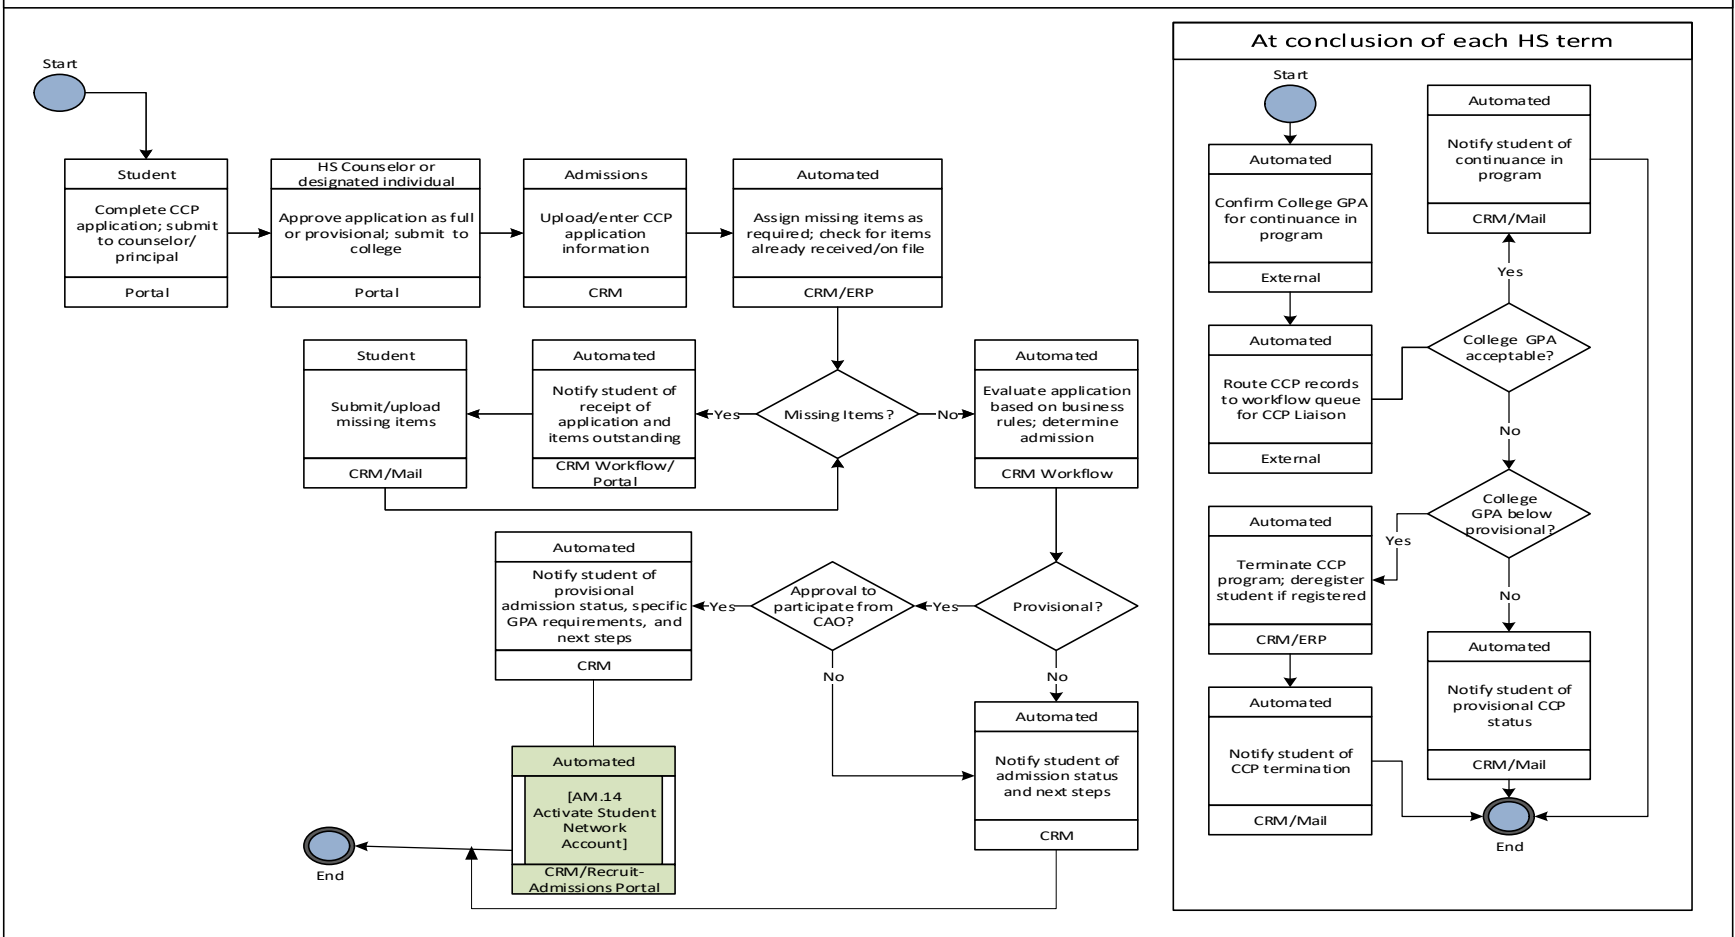 Start
Student
Complete CCP
application; submit
to counselor/
principal
Portal
HS Counselor or
designated individual
Approve application as full
or provisional; submit to
college
Portal
Admissions
Upload/enter CCP
application
information
CRM
Automated
Assign missing items as
required; check for items
already received/on file
CRM/ERP
Student
Submit/upload
missing items
CRM/Mail
Automated
Notify student of
receipt of
application and
items outstanding
CRM Workflow/
Portal
Yes
Missing Items?
No
Automated
Evaluate application
based on business
rules; determine
admission
CRM Workflow
Automated
Notify student of
provisional
admission status, specific
GPA requirements, and
next steps
CRM
Yes
Approval to
participate from
CAO?
Yes
Provisional?
No
No
Automated
Notify student of
admission status
and next steps
CRM
Automated
[AM.14
Activate Student
Network
Account]
CRM/Recruit-
Admissions Portal
End
At conclusion of each HS term
Start
Automated
Confirm College GPA
for continuance in
program
External
Automated
Route CCP records
to workflow queue
for CCP Liaison
External
Automated
Notify student of
continuance in
program
CRM/Mail
Yes
College GPA
acceptable?
No
College
GPA below
provisional?
Yes
No
Automated
Terminate CCP
program; deregister
student if registered
CRM/ERP
Automated
Notify student of
CCP termination
CRM/Mail
Automated
Notify student of
provisional CCP
status
CRM/Mail
End